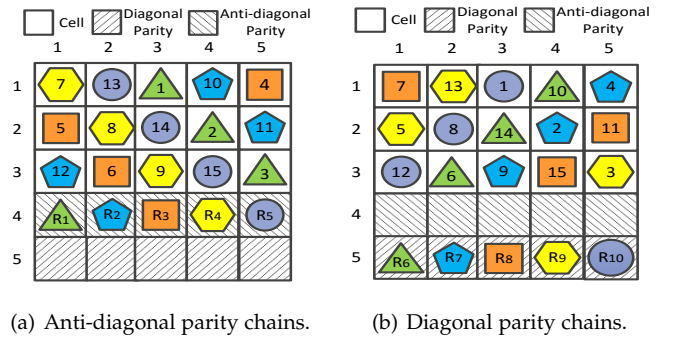 Cell Diagonal Parity Anti-diagonal Parity
1 2 3 4 5
1 7 13 1 10 4
2 5 8 14 2 11
3 12 6 9 15 3
4 R1 R2 R3 R4 R5
5
(a) Anti-diagonal parity chains.
Cell Diagonal Parity Anti-diagonal Parity
1 2 3 4 5
1 7 13 1 10 4
2 5 8 14 2 11
3 12 6 9 15 3
4
5 R6 R7 R8 R9 R10
(b) Diagonal parity chains.